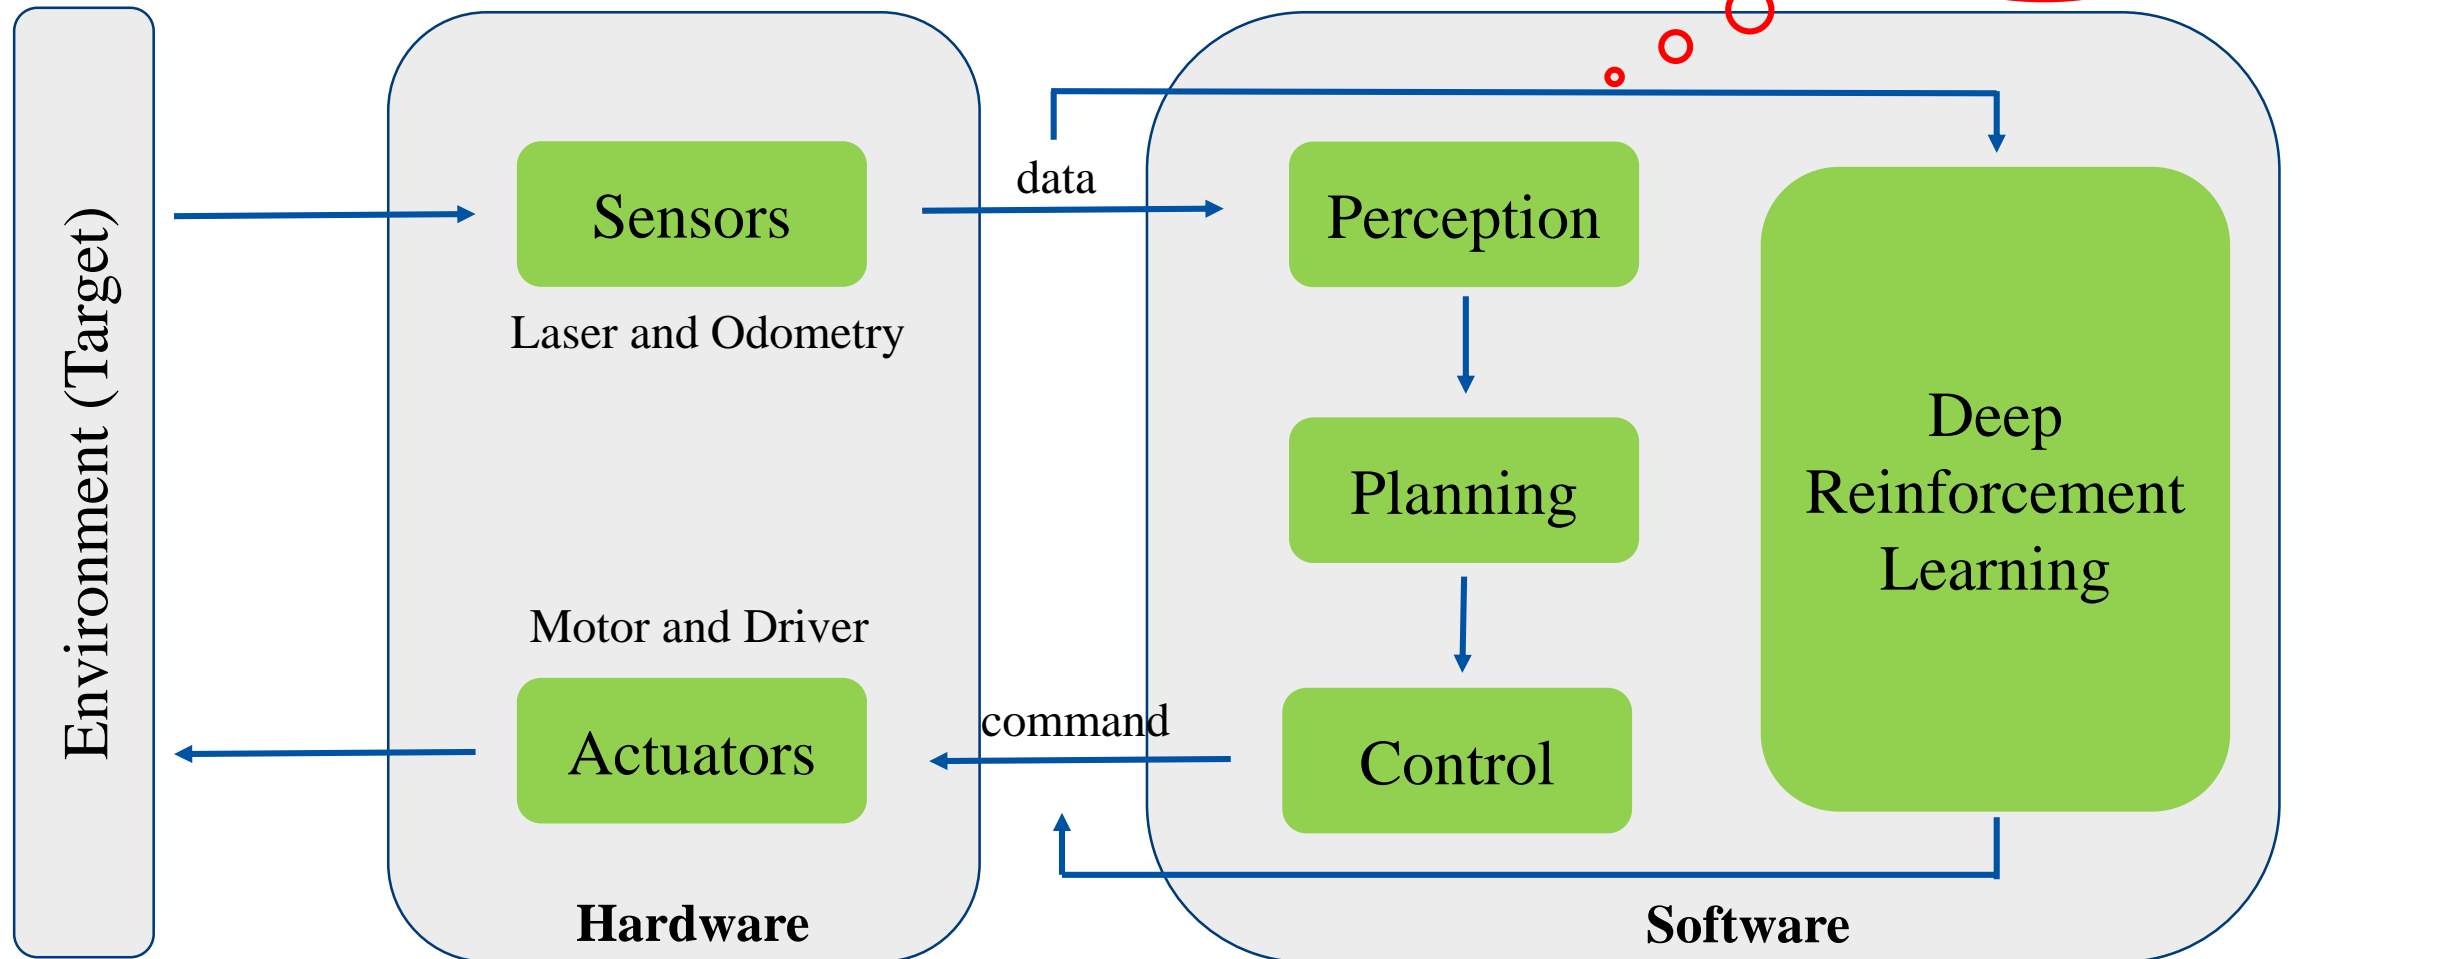 Environment (Target)
Sensors
Laser and Odometry
Motor and Driver
Actuators
Hardware
data
command
Perception
Planning
Control
Deep
Reinforcement
Learning
Software